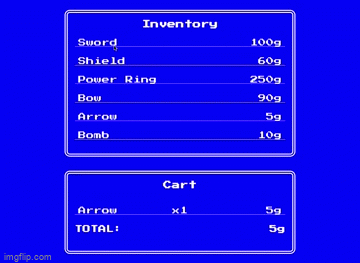 Inventory
Sword 100g
Shield 60g
Power Ring 250g
Bow 90g
Arrow 5g
Bomb 10g
Cart
Arrow x1 5g
TOTAL: 5g
imgflip.com